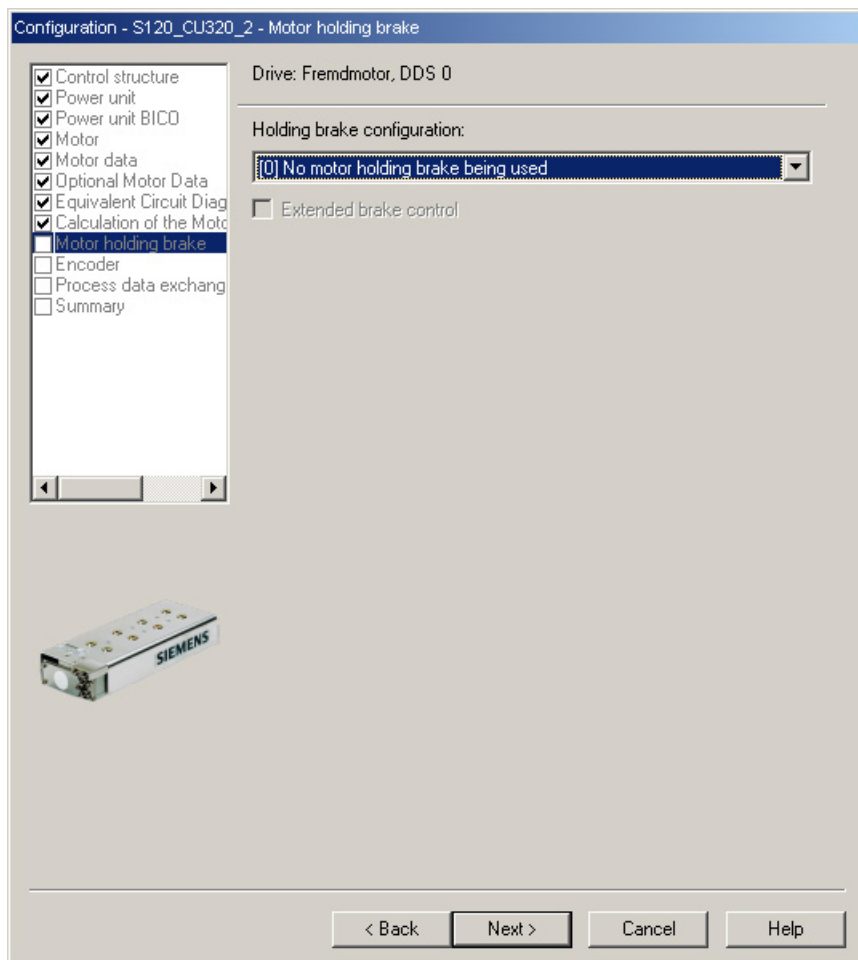 Configuration - S120_CU320_2 - Motor holding brake
Control structure
Power unit
Power unit BICO
Motor
Motor data
Optional Motor Data
Equivalent Circuit Diag
Calculation of the Moto
Motor holding brake
Encoder
Process data exchang
Summary
Drive: Fremdmotor, DDS 0
Holding brake configuration:
[0] No motor holding brake being used
Extended brake control
SIEMENS
< Back
Next >
Cancel
Help